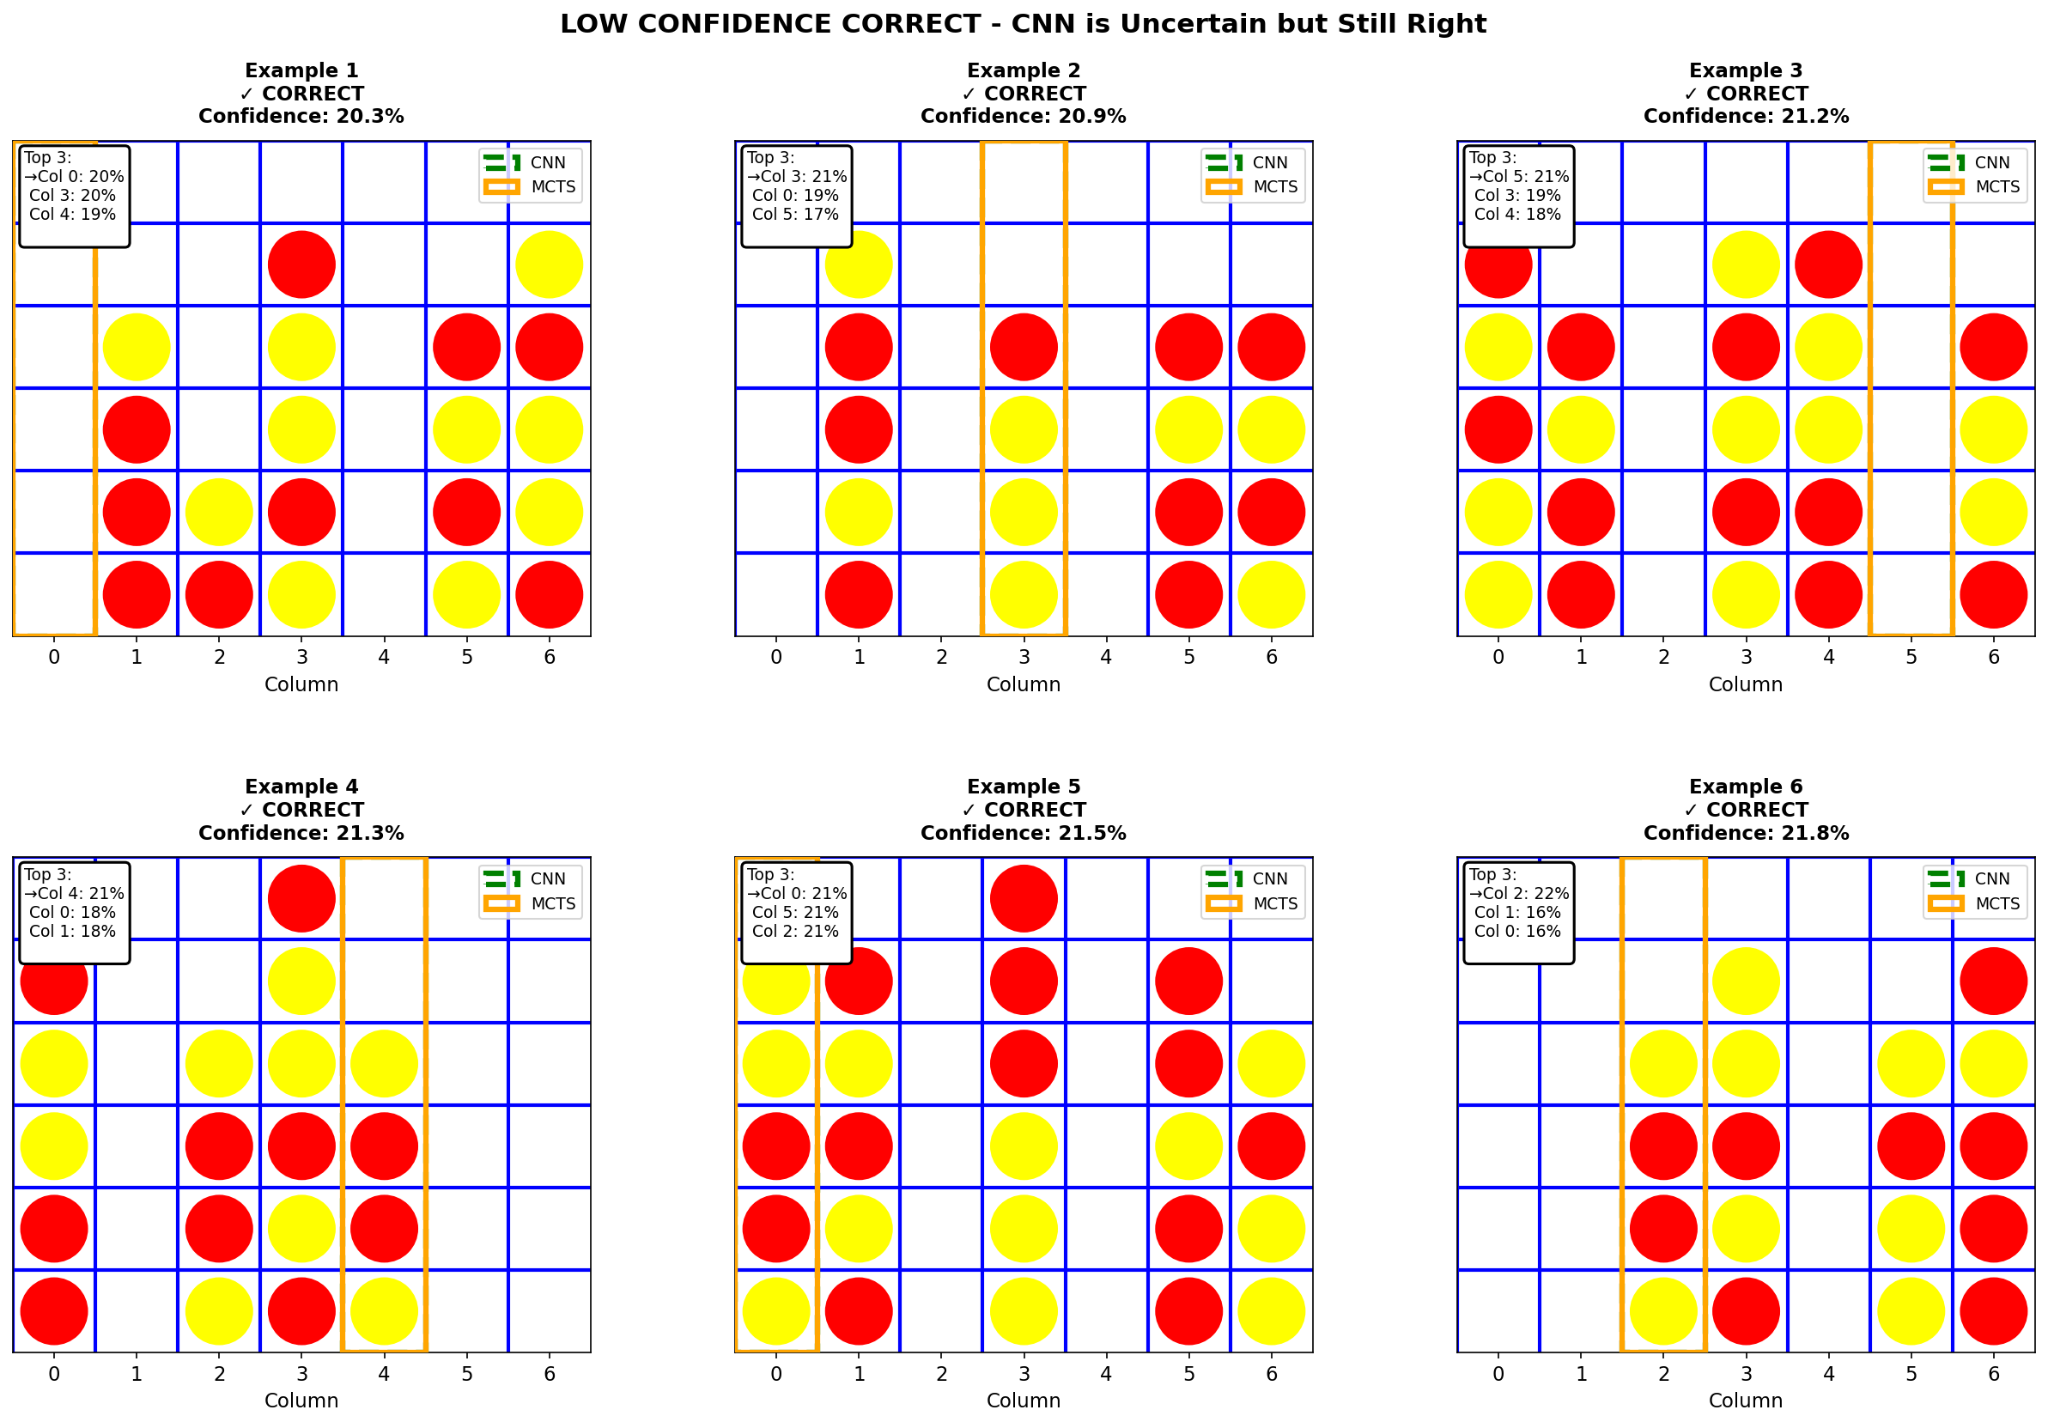 LOW CONFIDENCE CORRECT - CNN is Uncertain but Still Right
Example 1
✓ CORRECT
Confidence: 20.3%
Top 3:
→Col 0: 20%
Col 3: 20%
Col 4: 19%
CNN
MCTS
0 1 2 3 4 5 6
Column
Example 2
✓ CORRECT
Confidence: 20.9%
Top 3:
→Col 3: 21%
Col 0: 19%
Col 5: 17%
CNN
MCTS
0 1 2 3 4 5 6
Column
Example 3
✓ CORRECT
Confidence: 21.2%
Top 3:
→Col 5: 21%
Col 3: 19%
Col 4: 18%
CNN
MCTS
0 1 2 3 4 5 6
Column
Example 4
✓ CORRECT
Confidence: 21.3%
Top 3:
→Col 4: 21%
Col 0: 18%
Col 1: 18%
CNN
MCTS
0 1 2 3 4 5 6
Column
Example 5
✓ CORRECT
Confidence: 21.5%
Top 3:
→Col 0: 21%
Col 5: 21%
Col 2: 21%
CNN
MCTS
0 1 2 3 4 5 6
Column
Example 6
✓ CORRECT
Confidence: 21.8%
Top 3:
→Col 2: 22%
Col 1: 16%
Col 0: 16%
CNN
MCTS
0 1 2 3 4 5 6
Column